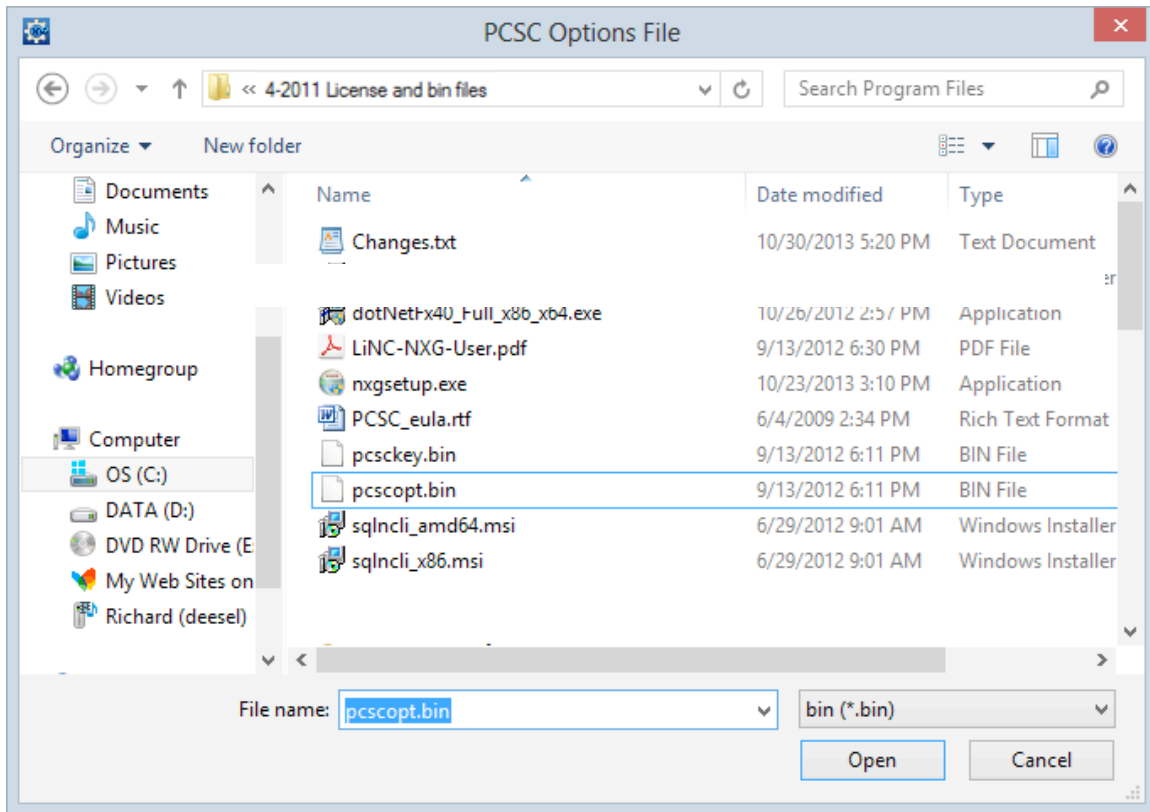 PCSC Options File
« 4-2011 License and bin files
Search Program Files
Organize
New folder
Documents
Music
Pictures
Videos
Homegroup
Computer
OS (C:)
DATA (D:)
DVD RW Drive (E:
My Web Sites on
Richard (deesel)
Name Date modified Type
Changes.txt 10/30/2013 5:20 PM Text Document
dotNetFx40_Full_x86_x64.exe 10/26/2012 2:57 PM Application
LiNC-NXG-User.pdf 9/13/2012 6:30 PM PDF File
nxgsetup.exe 10/23/2013 3:10 PM Application
PCSC_eula.rtf 6/4/2009 2:34 PM Rich Text Format
pcsckey.bin 9/13/2012 6:11 PM BIN File
pcscopt.bin 9/13/2012 6:11 PM BIN File
sqlncli_amd64.msi 6/29/2012 9:01 AM Windows Installer
sqlncli_x86.msi 6/29/2012 9:01 AM Windows Installer
File name: pcscopt.bin
bin (*.bin)
Open
Cancel